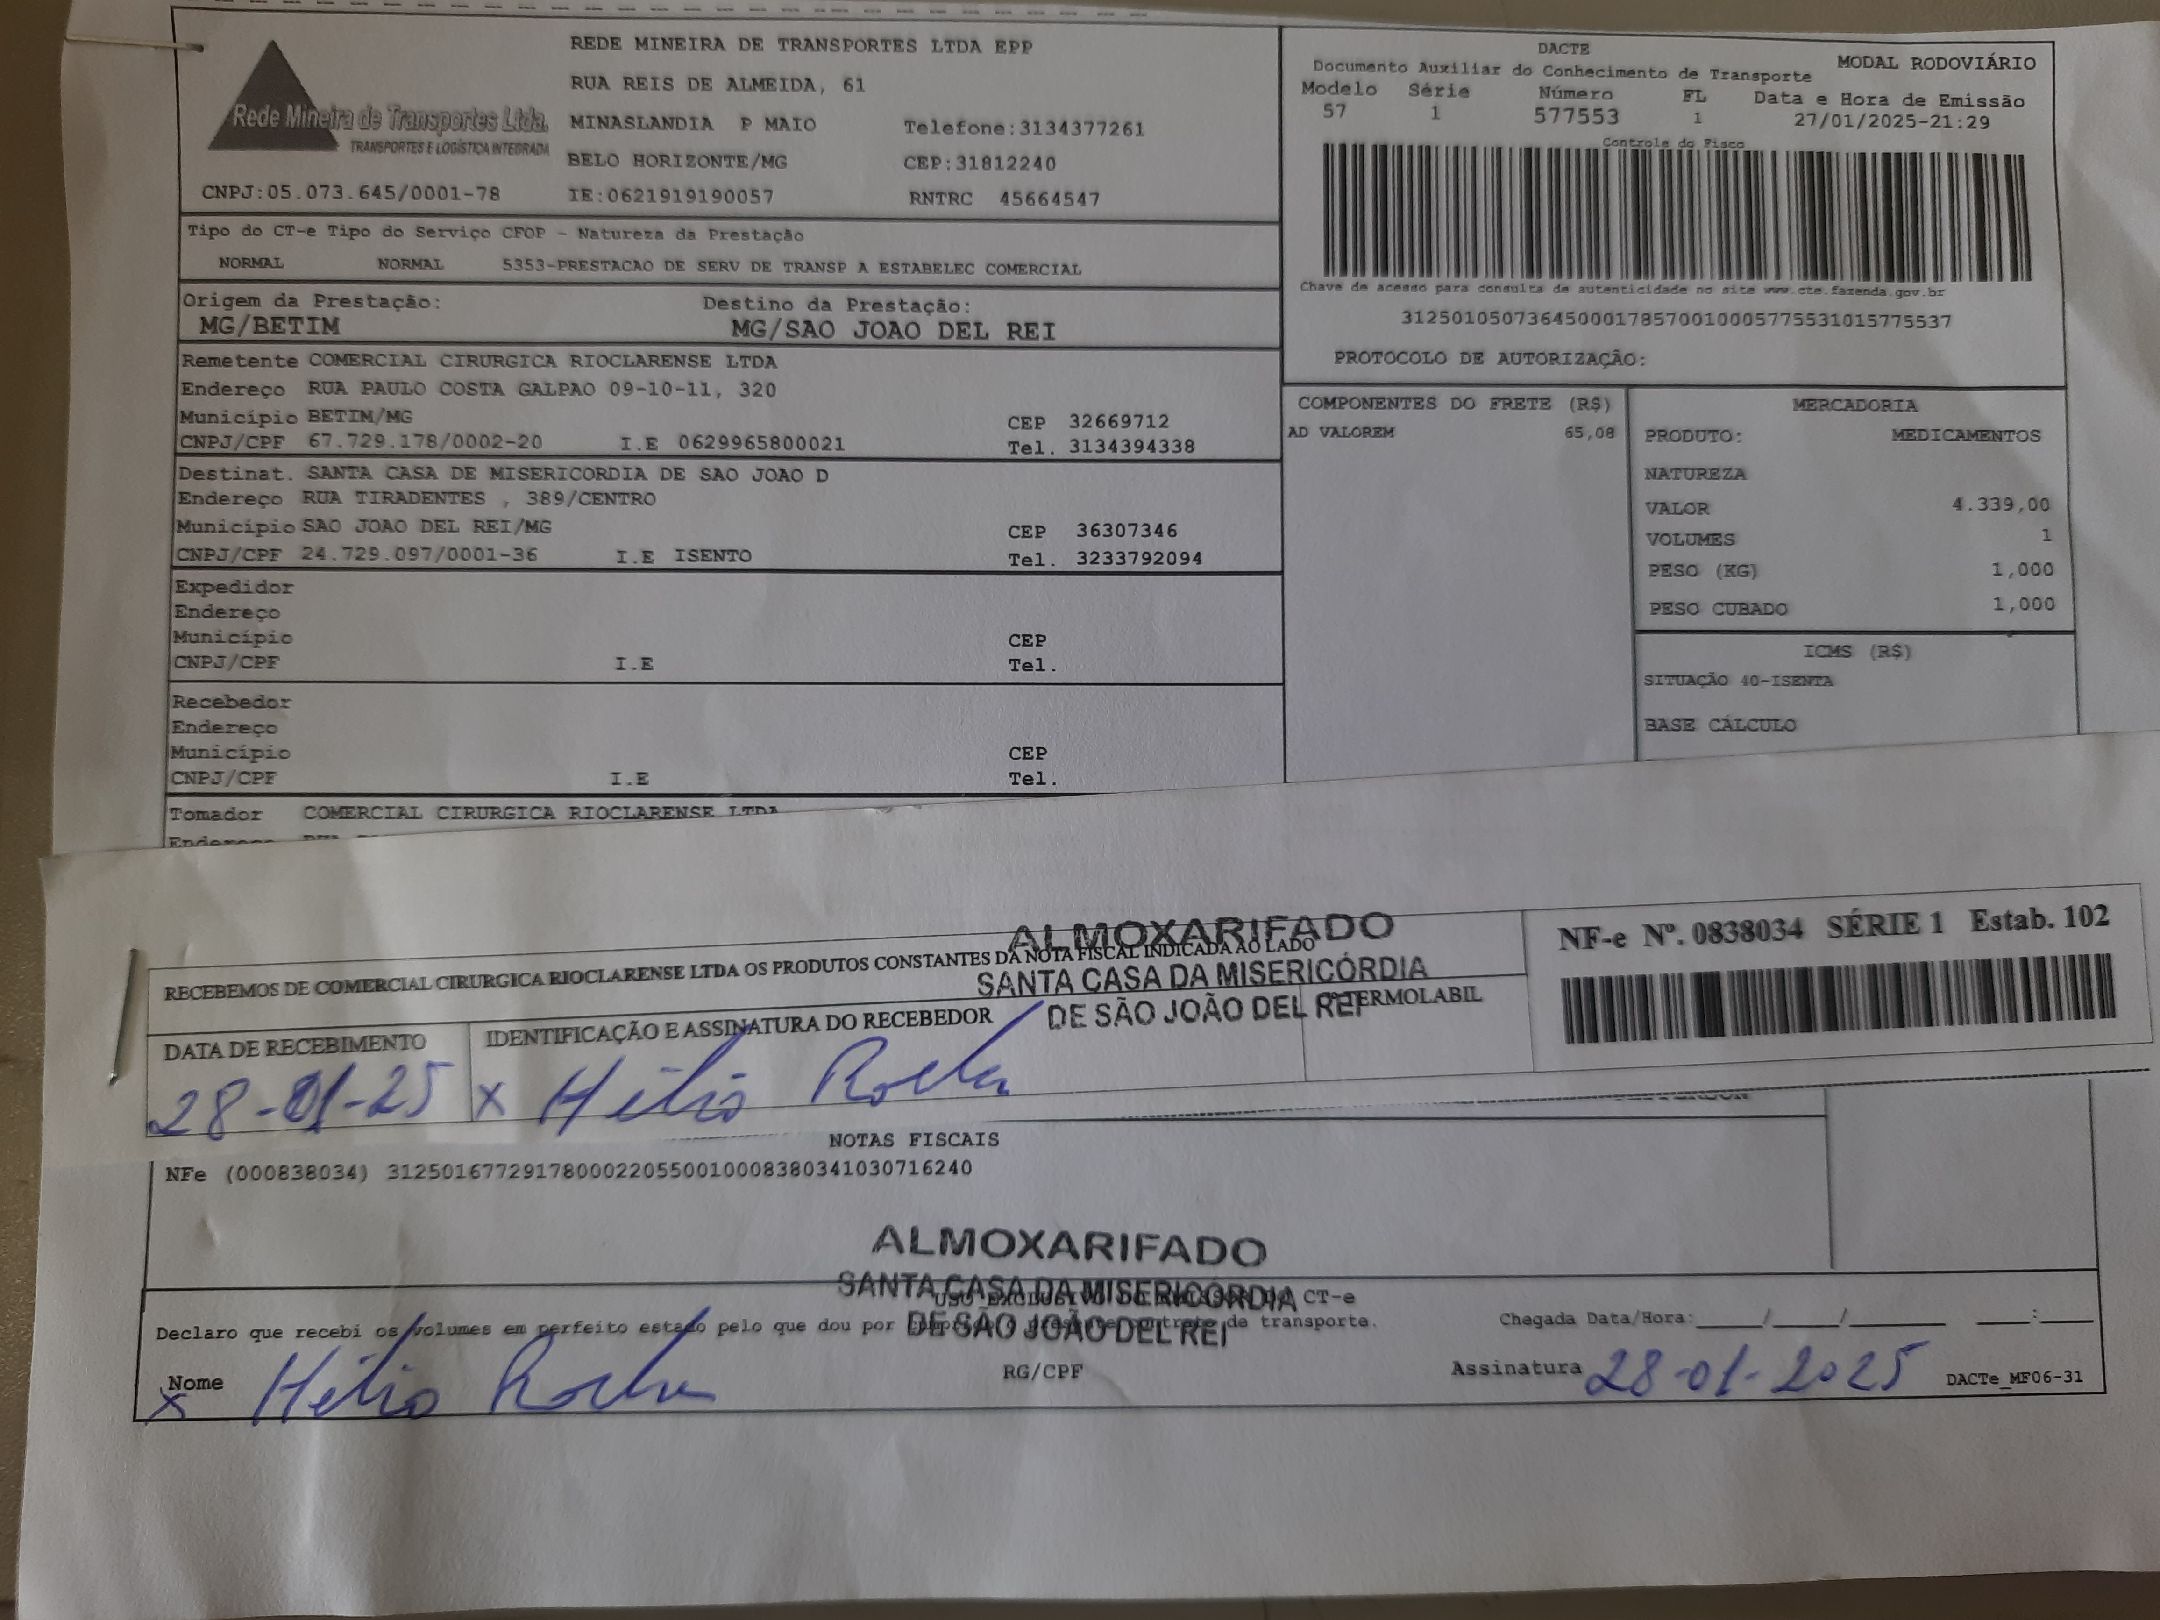 REDE MINEIRA DE TRANSPORTES LTDA EPP
RUA REIS DE ALMEIDA, 61
Rede Mineira de Transportes Ltda.
TRANSPORTES E LOGÍSTICA INTEGRADA
MINASLANDIA P MAIO Telefone:3134377261
BELO HORIZONTE/MG CEP:31812240
CNPJ:05.073.645/0001-78 IE:0621919190057 RNTRC 45664547
DACTE
Documento Auxiliar do Conhecimento de Transporte MODAL RODOVIÁRIO
Modelo Série Número FL Data e Hora de Emissão
57 1 577553 1 27/01/2025-21:29
Controle do Fisco
Chave de acesso para consulta de autenticidade no site www.cte.fazenda.gov.br
31250105073645000178570010005775531015775537
PROTOCOLO DE AUTORIZAÇÃO:
Tipo do CT-e Tipo do Serviço CFOP - Natureza da Prestação
NORMAL NORMAL 5353-PRESTACAO DE SERV DE TRANSP A ESTABELEC COMERCIAL
Origem da Prestação: Destino da Prestação:
MG/BETIM MG/SAO JOAO DEL REI
Remetente COMERCIAL CIRURGICA RIOCLARENSE LTDA
Endereço RUA PAULO COSTA GALPAO 09-10-11, 320
Município BETIM/MG CEP 32669712
CNPJ/CPF 67.729.178/0002-20 I.E 0629965800021 Tel. 3134394338
Destinat. SANTA CASA DE MISERICORDIA DE SAO JOAO D
Endereço RUA TIRADENTES , 389/CENTRO
Município SAO JOAO DEL REI/MG CEP 36307346
CNPJ/CPF 24.729.097/0001-36 I.E ISENTO Tel. 3233792094
Expedidor
Endereço
Município CEP
CNPJ/CPF I.E Tel.
Recebedor
Endereço
Município CEP
CNPJ/CPF I.E Tel.
Tomador COMERCIAL CIRURGICA RIOCLARENSE LTDA
Endereço
COMPONENTES DO FRETE (R$)
AD VALOREM 65,08
MERCADORIA
PRODUTO: MEDICAMENTOS
NATUREZA
VALOR 4.339,00
VOLUMES 1
PESO (KG) 1,000
PESO CUBADO 1,000
ICMS (R$)
SITUAÇÃO 40-ISENTA
BASE CÁLCULO
ALMOXARIFADO
SANTA CASA DA MISERICÓRDIA
DE SÃO JOÃO DEL REI
RECEBEMOS DE COMERCIAL CIRURGICA RIOCLARENSE LTDA OS PRODUTOS CONSTANTES DA NOTA FISCAL INDICADA AO LADO
DATA DE RECEBIMENTO IDENTIFICAÇÃO E ASSINATURA DO RECEBEDOR TERMOLABIL
28-01-25 x Hélio Rocha
NF-e Nº. 0838034 SÉRIE 1 Estab. 102
NOTAS FISCAIS
NFe (000838034) 31250167729178000220550010008380341030716240
ALMOXARIFADO
SANTA CASA DA MISERICÓRDIA
DE SÃO JOÃO DEL REI
USO EXCLUSIVO CT-e
Declaro que recebi os volumes em perfeito estado pelo que dou por contrato de transporte.
Chegada Data/Hora:____/____/______ ____:____
Nome x Hélio Rocha RG/CPF Assinatura 28-01-2025 DACTe_MF06-31